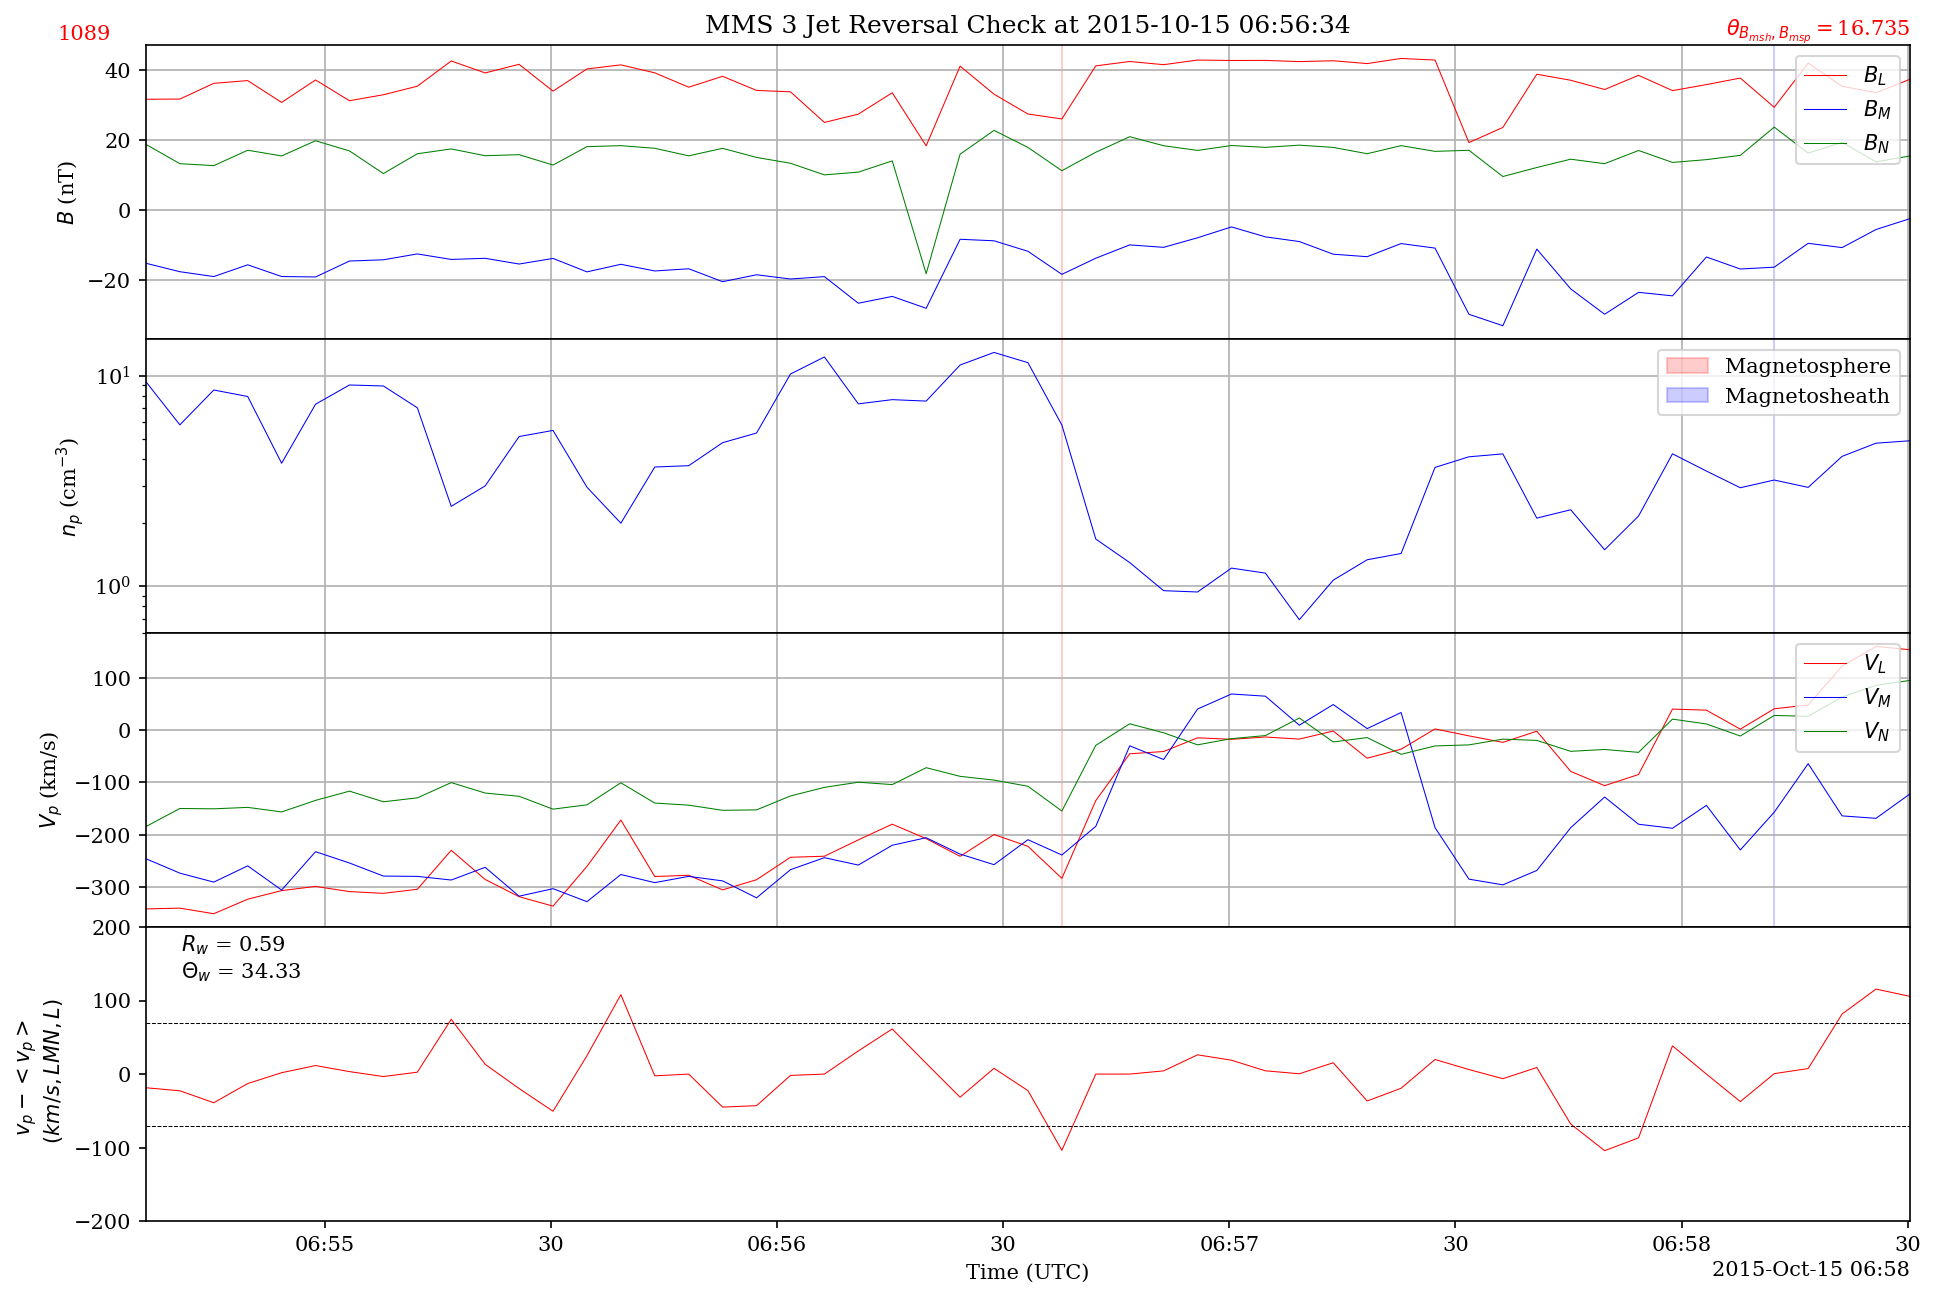 1089
MMS 3 Jet Reversal Check at 2015-10-15 06:56:34
θ_{B_{msh}, B_{msp}} = 16.735
40
20
0
−20
B (nT)
B_L
B_M
B_N
10^1
10^0
n_p (cm^{−3})
Magnetosphere
Magnetosheath
100
0
−100
−200
−300
V_p (km/s)
V_L
V_M
V_N
200
100
0
−100
−200
v_p − < v_p >
(km/s, LMN, L)
R_w = 0.59
Θ_w = 34.33
06:55
30
06:56
30
06:57
30
06:58
30
Time (UTC)
2015-Oct-15 06:58